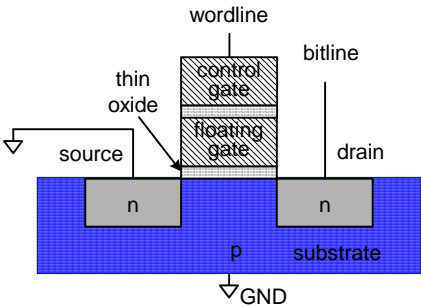 wordline
bitline
control
gate
thin
oxide
floating
gate
source
drain
n
n
p
substrate
GND